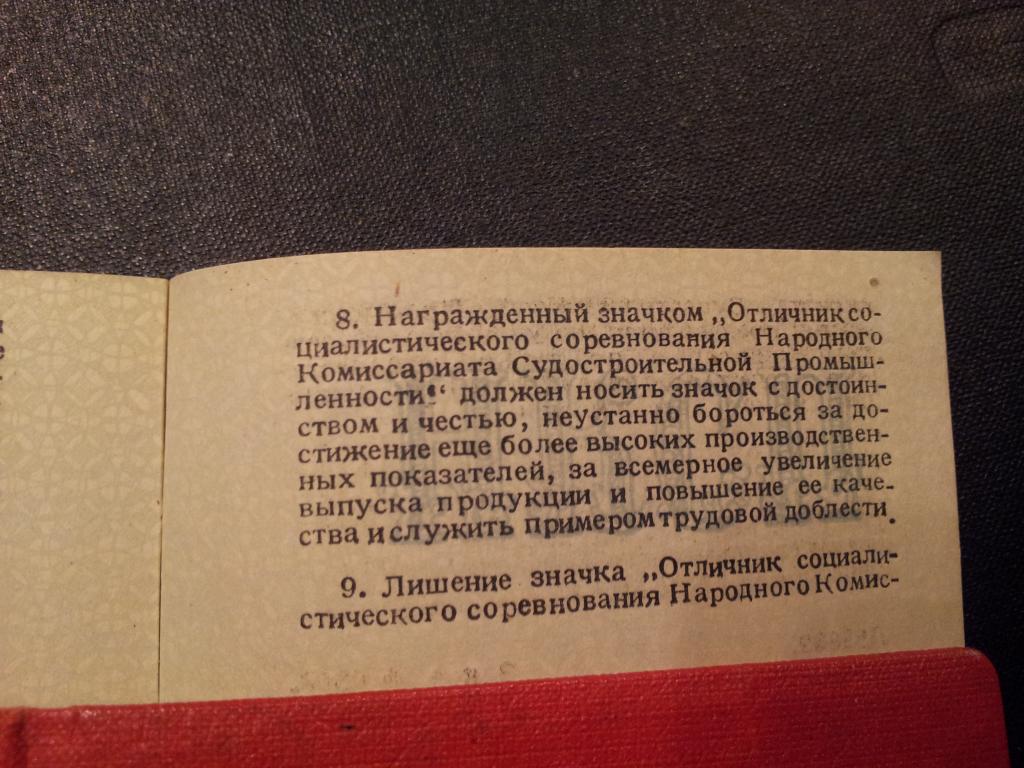 8. Награжденный значком „Отличник со-
циалистического соревнования Народного
Комиссариата Судостроительной Промыш-
ленности“ должен носить значок с достоин-
ством и честью, неустанно бороться за до-
стижение еще более высоких производствен-
ных показателей, за всемерное увеличение
выпуска продукции и повышение ее каче-
ства и служить примером трудовой доблести.
9. Лишение значка „Отличник социали-
стического соревнования Народного Комис-